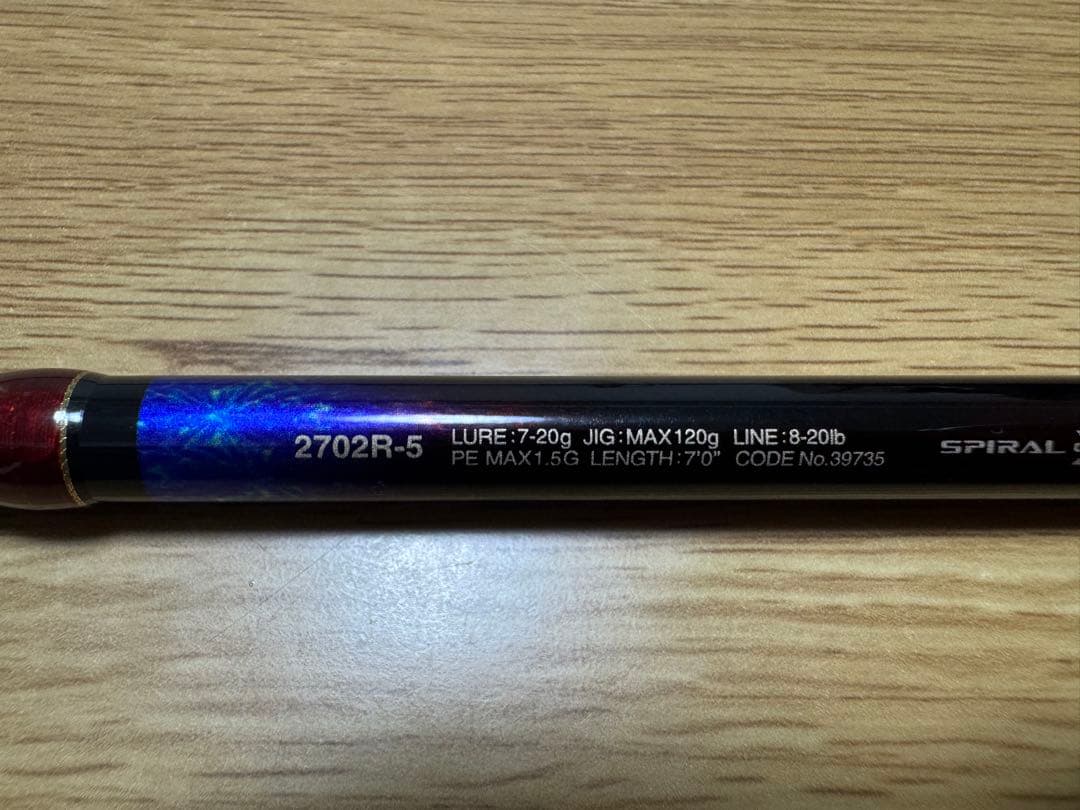 2702R-5
LURE:7-20g JIG:MAX120g LINE:8-20lb
PE MAX1.5G LENGTH:7'0" CODE No.39735
SPIRAL